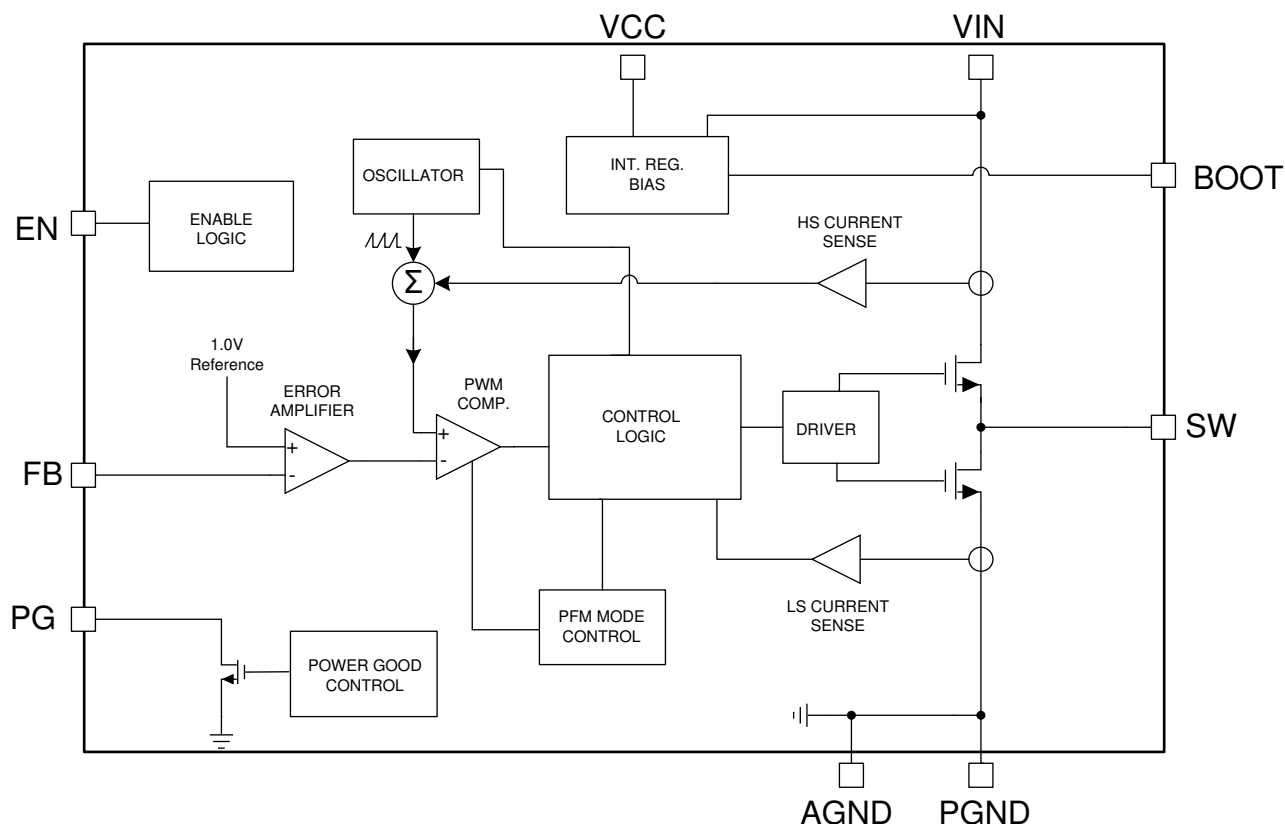 VCC
VIN
OSCILLATOR
INT. REG.
BIAS
BOOT
EN
ENABLE
LOGIC
HS CURRENT
SENSE
Σ
1.0V
Reference
ERROR
AMPLIFIER
PWM
COMP.
+
-
+
-
CONTROL
LOGIC
DRIVER
SW
FB
PG
PFM MODE
CONTROL
LS CURRENT
SENSE
POWER GOOD
CONTROL
AGND
PGND